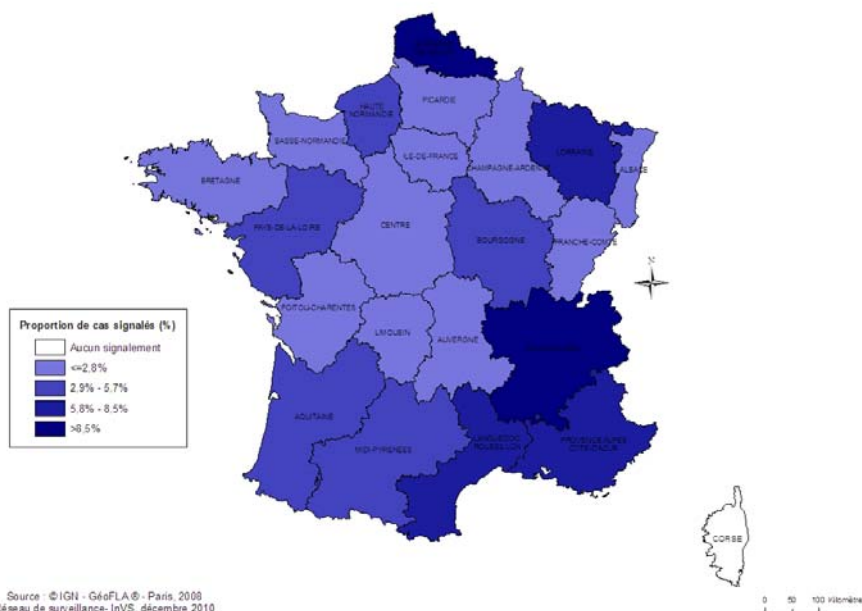 HAUTE
NORMANDIE
PICARDIE
BASSE-NORMANDIE
ILE-DE-FRANCE
LORRAINE
CHAMPAGNE-ARDENN
ALSACE
BRETAGNE
PAYS-DE-LA-LOIRE
CENTRE
BOURGOGNE
FRANCHE-COMTE
N
POITOU-CHARENTES
LIMOUSIN
AUVERGNE
Proportion de cas signalés (%)
Aucun signalement
<=2.8%
2.9% - 5.7%
5.8% - 8.5%
>8.5%
AQUITAINE
MIDI-PYRENEES
LANGUEDOC
ROUSSILLON
PROVENCE-ALPES
COTE-D'AZUR
CORSE
Source : ©IGN - GéoFLA® - Paris, 2008
Réseau de surveillance- InVS, décembre 2010
0 50 100 Kilomètres